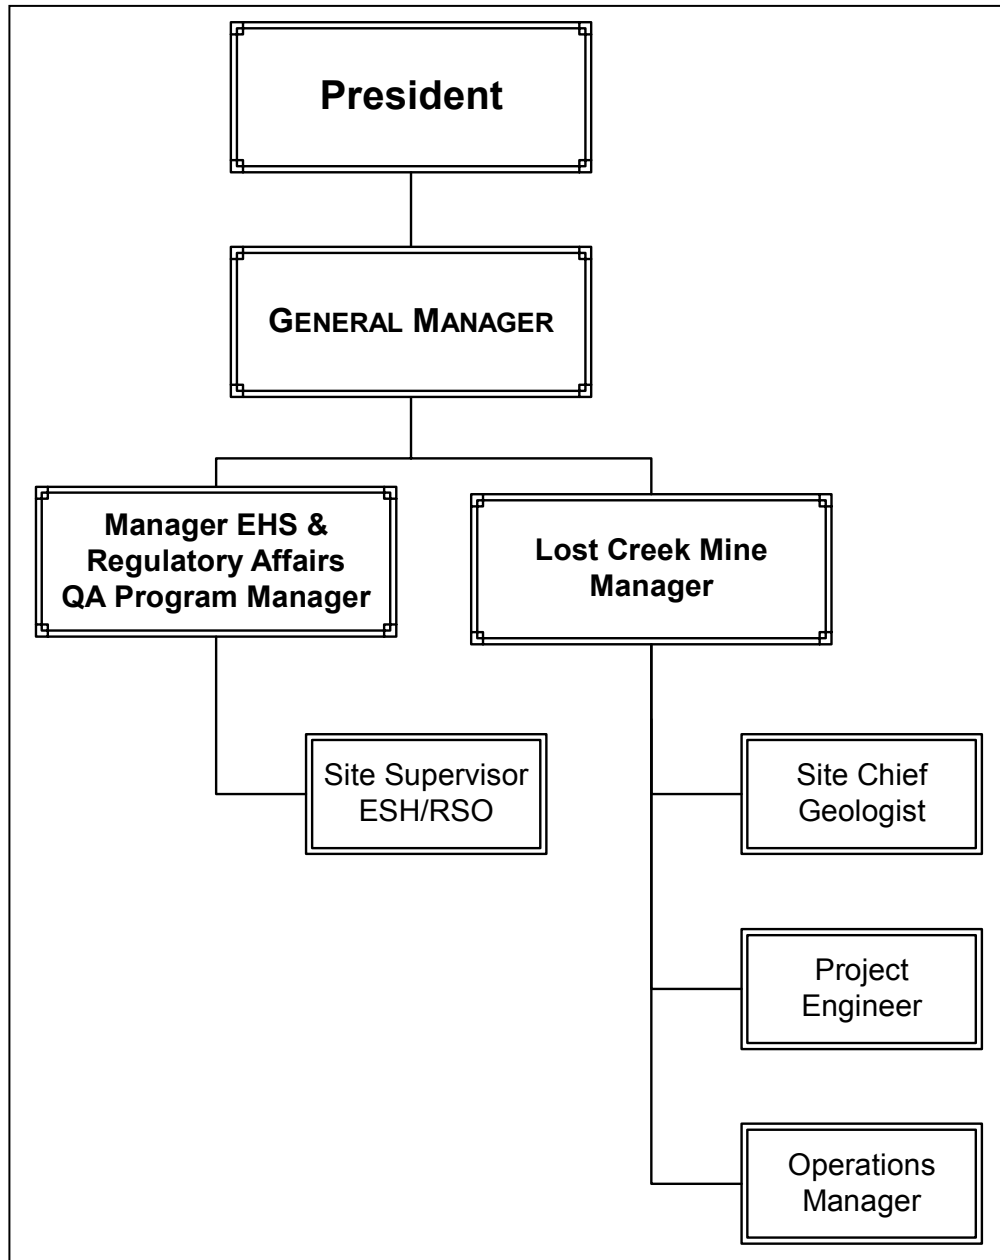 President
GENERAL MANAGER
Manager EHS &
Regulatory Affairs
QA Program Manager
Lost Creek Mine
Manager
Site Supervisor
ESH/RSO
Site Chief
Geologist
Project
Engineer
Operations
Manager